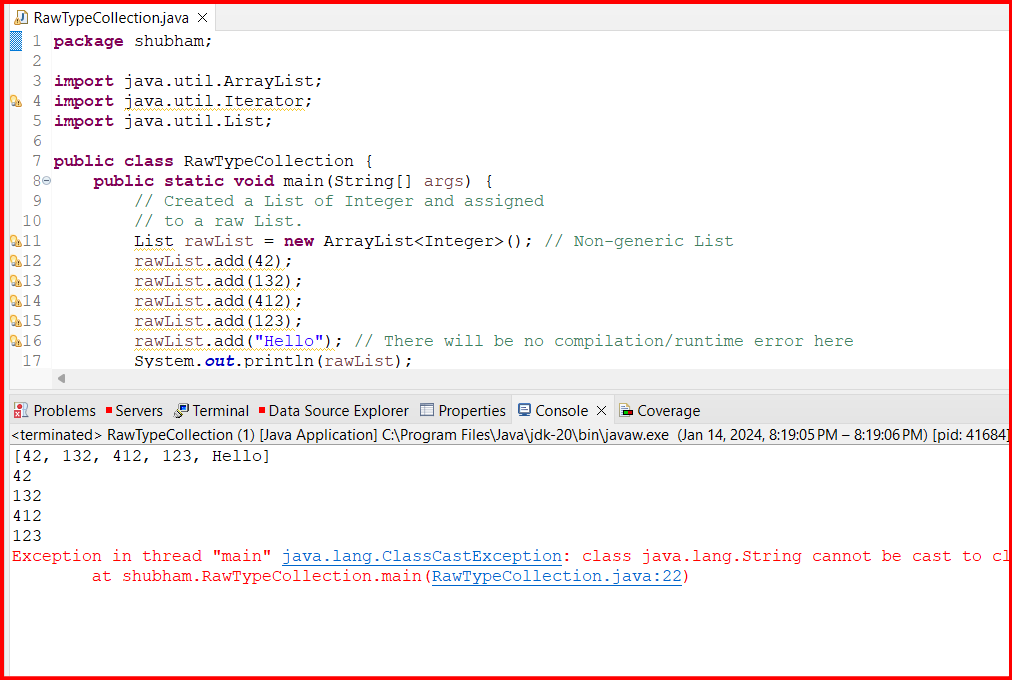 RawTypeCollection.java
1 package shubham;
2
3 import java.util.ArrayList;
4 import java.util.Iterator;
5 import java.util.List;
6
7 public class RawTypeCollection {
8 public static void main(String[] args) {
9 // Created a List of Integer and assigned
10 // to a raw List.
11 List rawList = new ArrayList<Integer>(); // Non-generic List
12 rawList.add(42);
13 rawList.add(132);
14 rawList.add(412);
15 rawList.add(123);
16 rawList.add("Hello"); // There will be no compilation/runtime error here
17 System.out.println(rawList);
Problems Servers Terminal Data Source Explorer Properties Console Coverage
<terminated> RawTypeCollection (1) [Java Application] C:\Program Files\Java\jdk-20\bin\javaw.exe (Jan 14, 2024, 8:19:05 PM – 8:19:06 PM) [pid: 41684]
[42, 132, 412, 123, Hello]
42
132
412
123
Exception in thread "main" java.lang.ClassCastException: class java.lang.String cannot be cast to cl
at shubham.RawTypeCollection.main(RawTypeCollection.java:22)